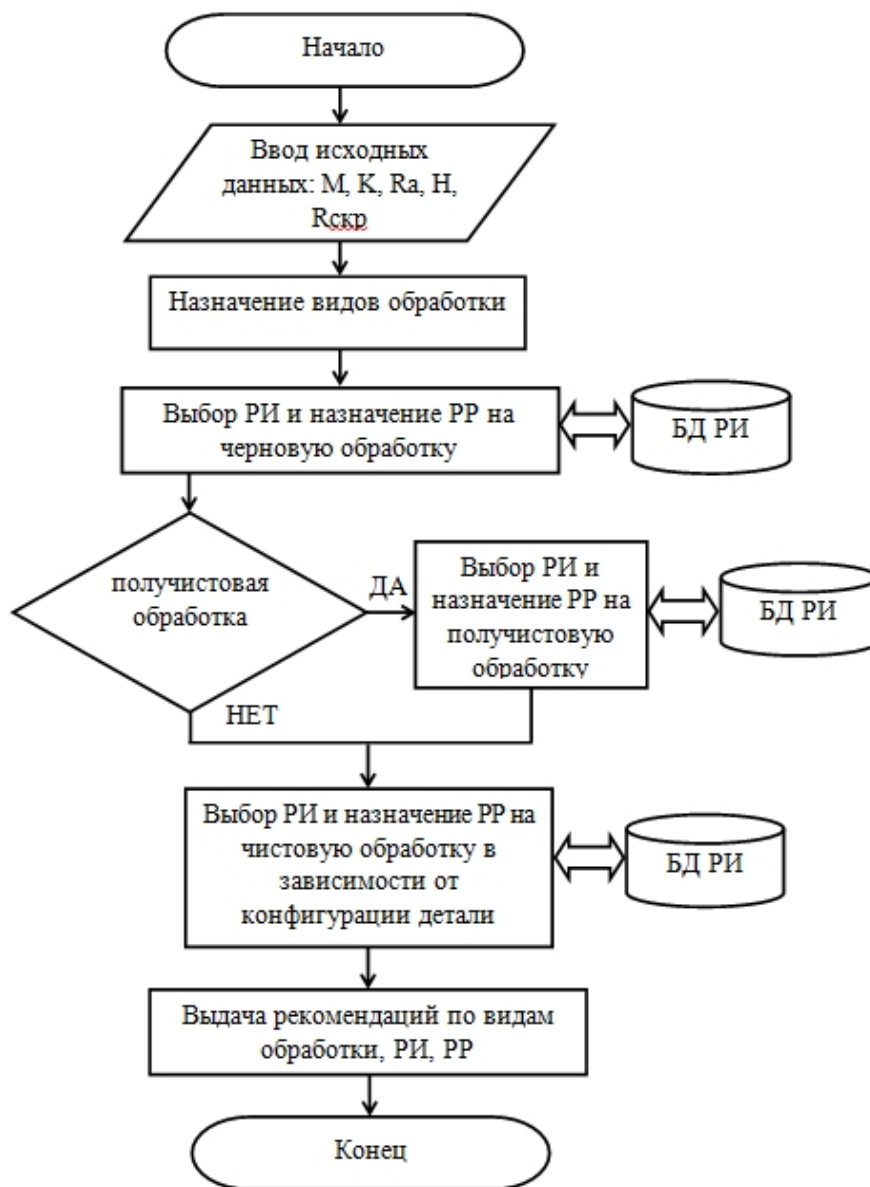 Начало
Ввод исходных
данных: M, K, Ra, H,
Rскр
Назначение видов обработки
Выбор РИ и назначение РР на
черновую обработку
БД РИ
получистовая
обработка
ДА
Выбор РИ и
назначение РР на
получистовую
обработку
БД РИ
НЕТ
Выбор РИ и назначение РР на
чистовую обработку в
зависимости от
конфигурации детали
БД РИ
Выдача рекомендаций по видам
обработки, РИ, РР
Конец